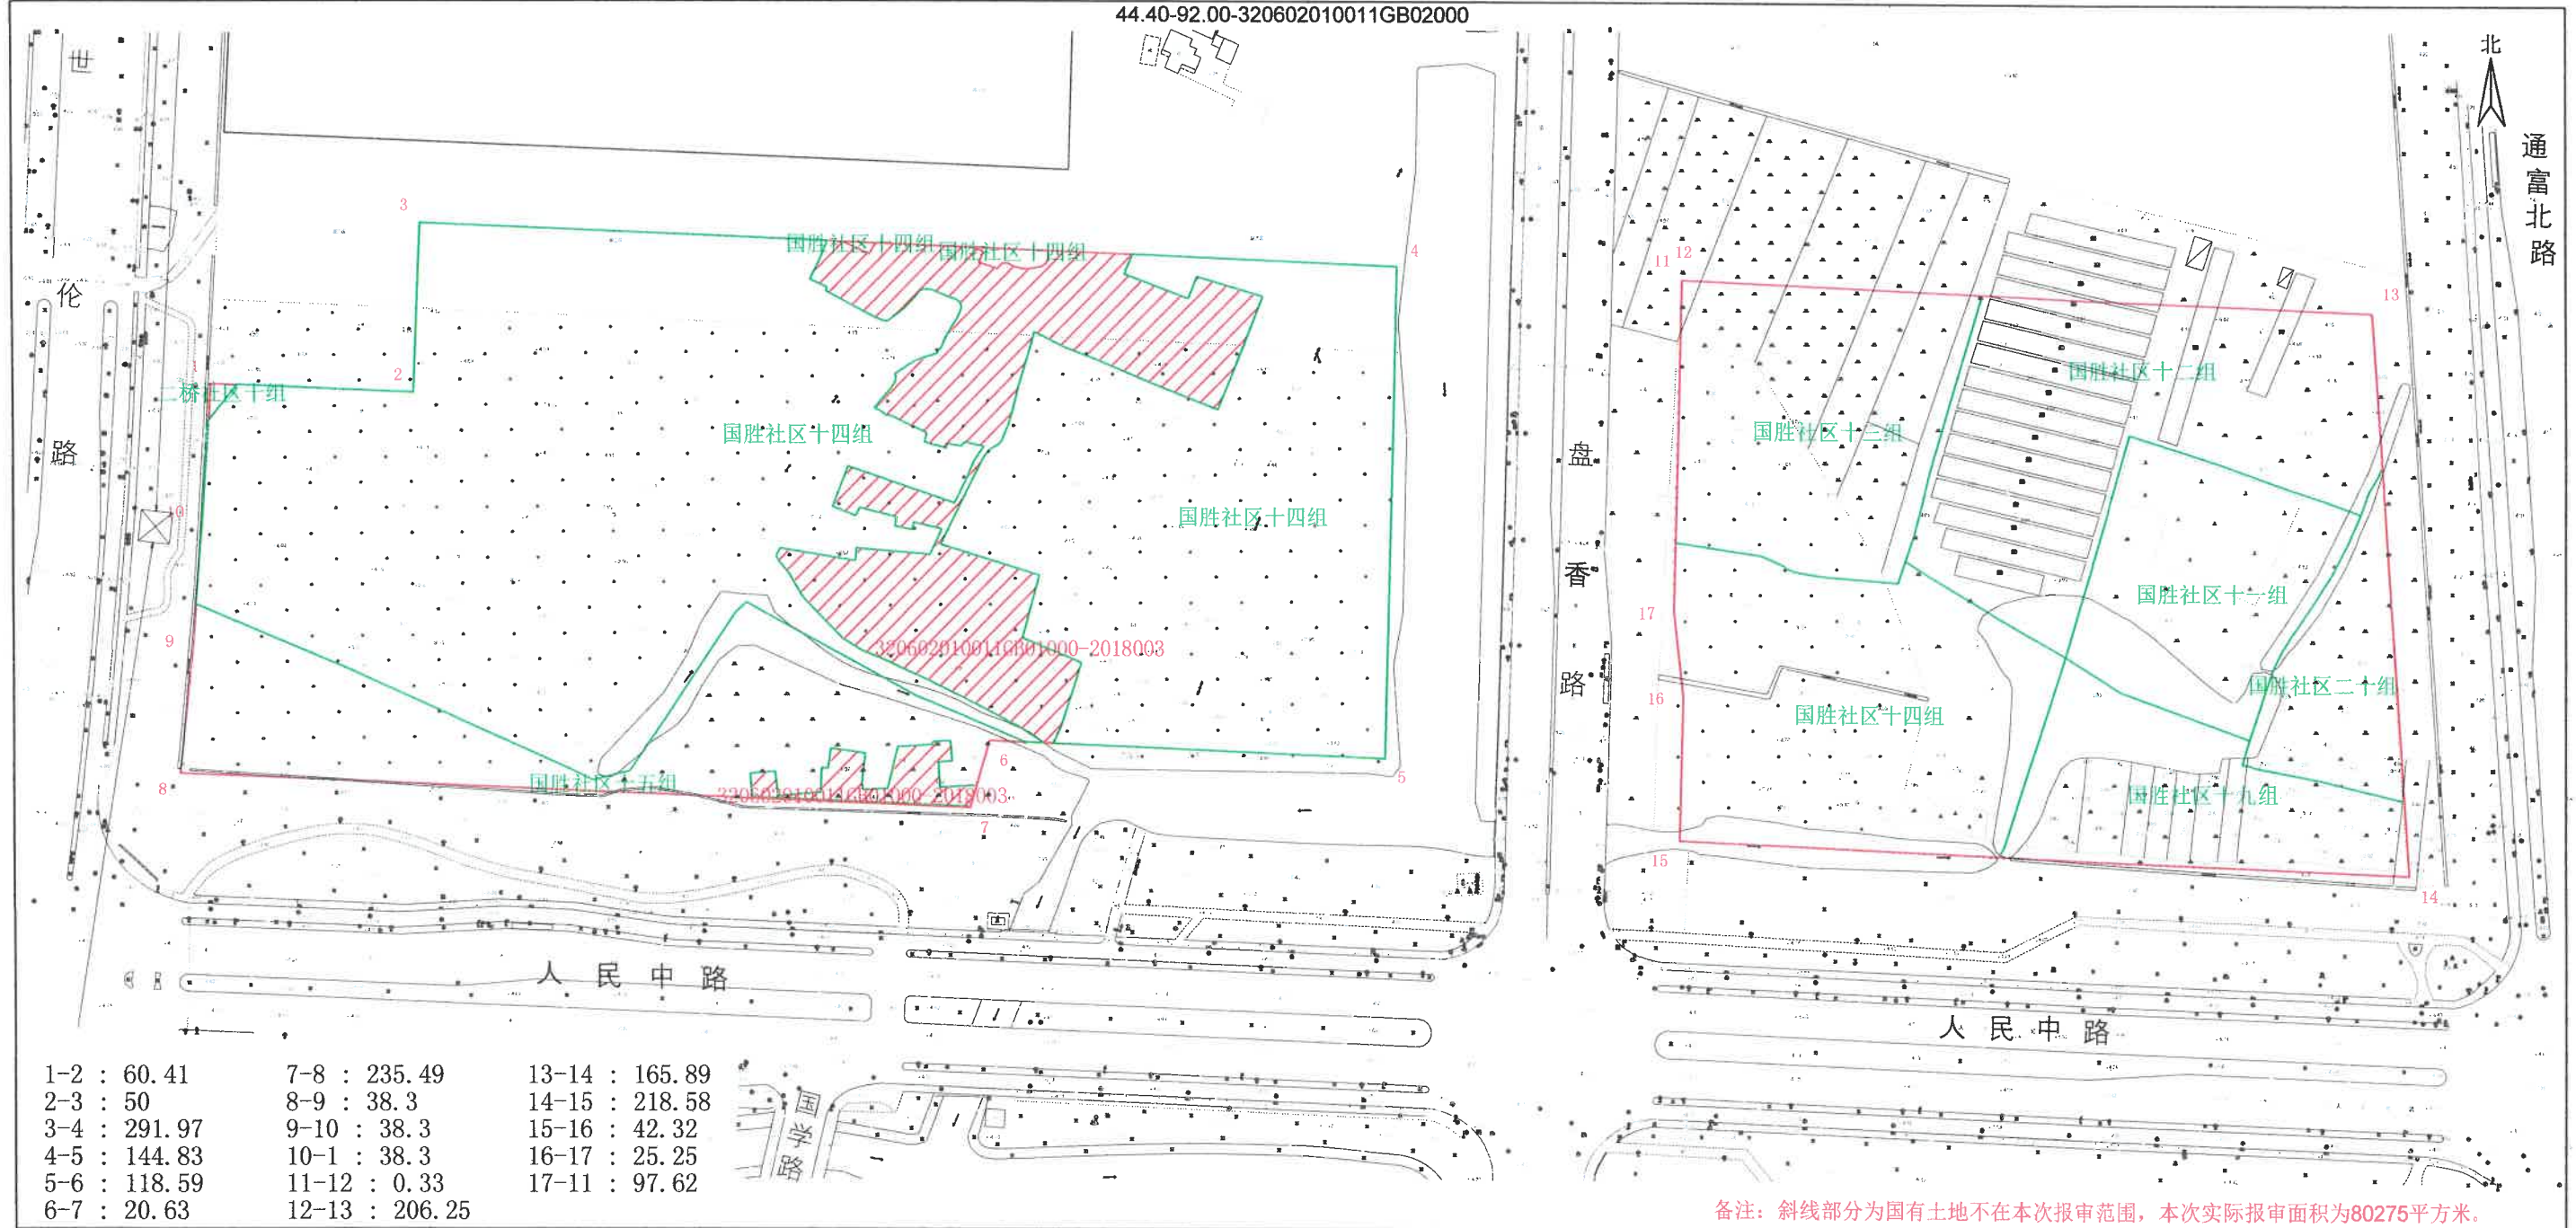 44.40-92.00-320602010011GB02000
北
世
伦
路
通
富
北
路
3
国胜社区十四组
国胜社区十四组
4
11
12
13
1
2
二桥社区十组
国胜社区十二组
国胜社区十四组
国胜社区十三组
盘
香
路
10
国胜社区十四组
国胜社区十一组
9
17
320602010011GB01000-2018003
国胜社区二十组
16
国胜社区十四组
6
5
8
国胜社区十五组
320602010011GB01000-2018003
国胜社区十九组
7
15
14
人民中路
人民中路
国
张
路
1-2 : 60.41
2-3 : 50
3-4 : 291.97
4-5 : 144.83
5-6 : 118.59
6-7 : 20.63
7-8 : 235.49
8-9 : 38.3
9-10 : 38.3
10-1 : 38.3
11-12 : 0.33
12-13 : 206.25
13-14 : 165.89
14-15 : 218.58
15-16 : 42.32
16-17 : 25.25
17-11 : 97.62
备注：斜线部分为国有土地不在本次报审范围，本次实际报审面积为80275平方米。